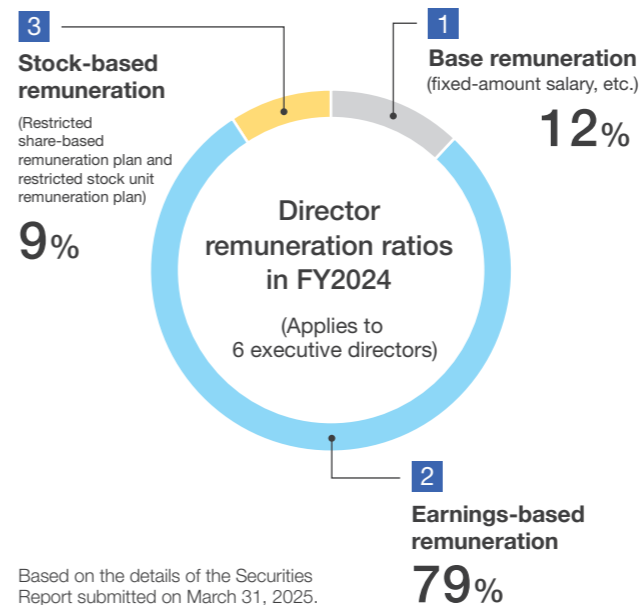 3
Stock-based
remuneration
(Restricted
share-based
remuneration plan and
restricted stock unit
remuneration plan)
9%
1
Base remuneration
(fixed-amount salary, etc.)
12%
Director
remuneration ratios
in FY2024
(Applies to
6 executive directors)
2
Earnings-based
remuneration
79%
Based on the details of the Securities
Report submitted on March 31, 2025.